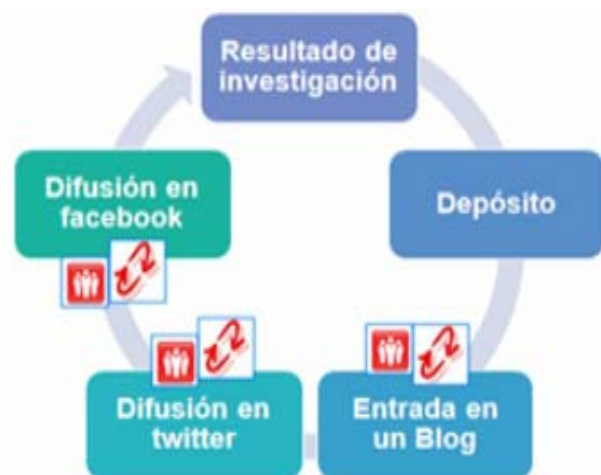 Resultado de
investigación
Depósito
Entrada en
un Blog
Difusión en
twitter
Difusión en
facebook